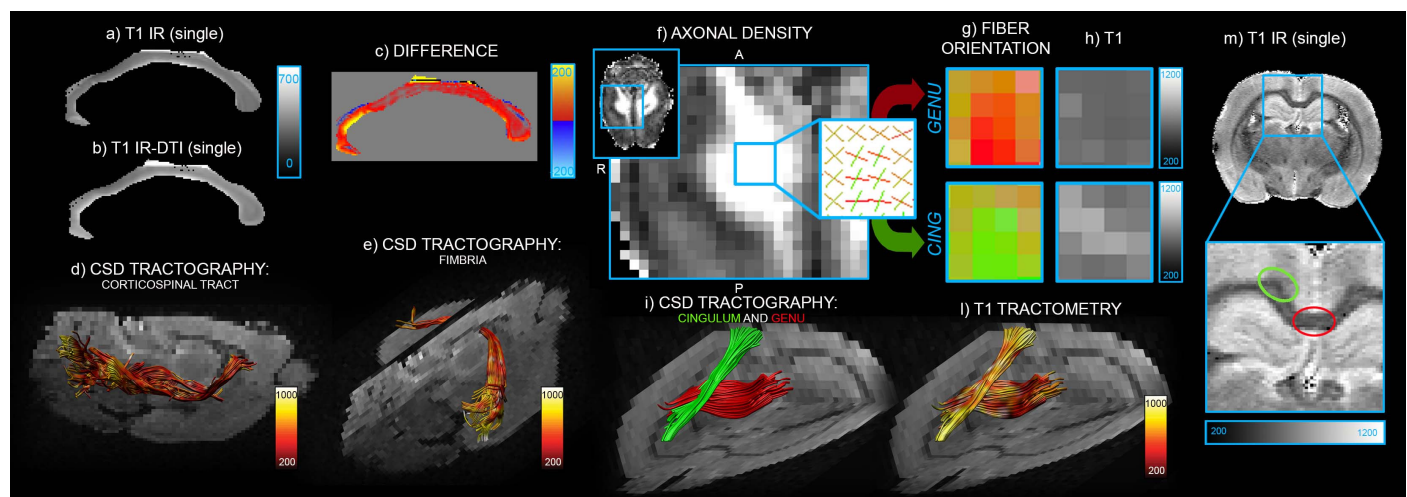 a) T1 IR (single)
700
0
b) T1 IR-DTI (single)
c) DIFFERENCE
200
200
d) CSD TRACTOGRAPHY:
CORTICOSPINAL TRACT
1000
200
e) CSD TRACTOGRAPHY:
FIMBRIA
1000
200
f) AXONAL DENSITY
A
R
P
g) FIBER
ORIENTATION
GENU
CING
h) T1
1200
200
1200
200
i) CSD TRACTOGRAPHY:
CINGULUM AND GENU
l) T1 TRACTOMETRY
1000
200
m) T1 IR (single)
200 1200